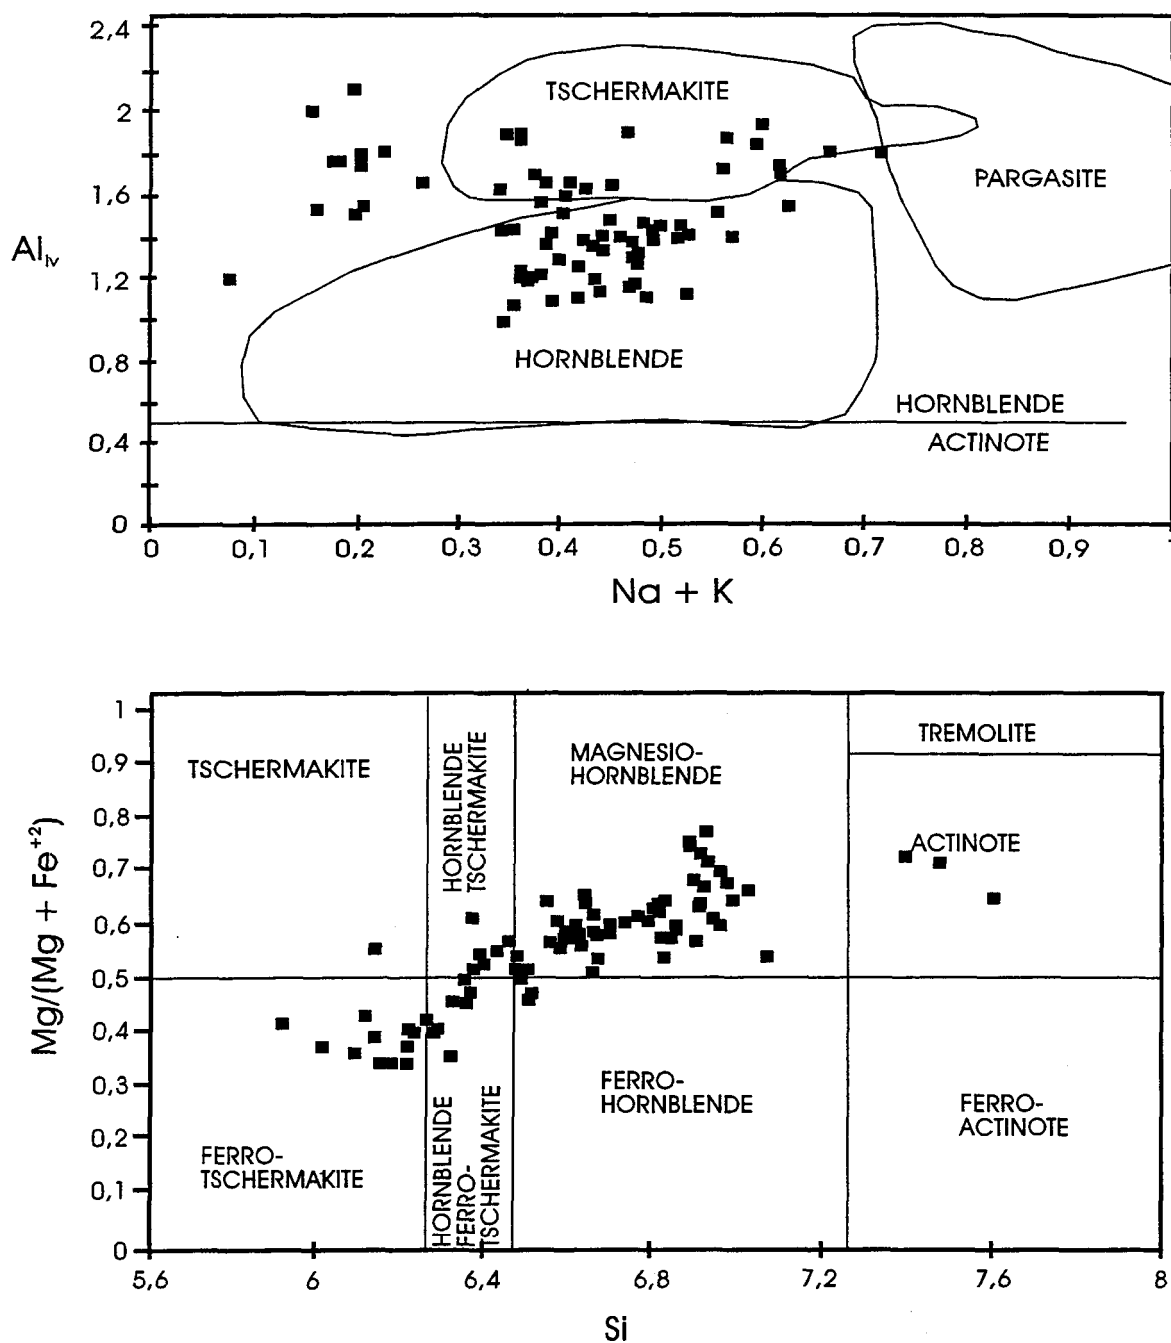 2,4
2
1,6
1,2
0,8
0,4
0
Al_IV
TSCHERMAKITE
PARGASITE
HORNBLENDE
HORNBLENDE
ACTINOTE
0 0,1 0,2 0,3 0,4 0,5 0,6 0,7 0,8 0,9 1
Na + K
1
0,9
0,8
0,7
0,6
0,5
0,4
0,3
0,2
0,1
0
Mg/(Mg + Fe⁺²)
TSCHERMAKITE
HORNBLENDE
TSCHERMAKITE
MAGNESIO-
HORNBLENDE
TREMOLITE
ACTINOTE
FERRO-
TSCHERMAKITE
HORNBLENDE
FERRO-
TSCHERMAKITE
FERRO-
HORNBLENDE
FERRO-
ACTINOTE
5,6 6 6,4 6,8 7,2 7,6 8
Si